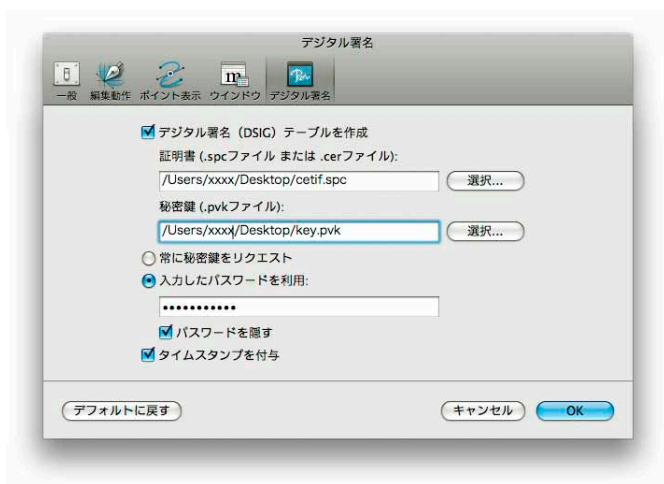 デジタル署名
一般 編集動作 ポイント表示 ウインドウ デジタル署名
デジタル署名（DSIG）テーブルを作成
証明書 (.spcファイル または .cerファイル):
/Users/xxxx/Desktop/cetif.spc 選択...
秘密鍵 (.pvkファイル):
/Users/xxxx/Desktop/key.pvk 選択...
常に秘密鍵をリクエスト
入力したパスワードを利用:
•••••••••••
パスワードを隠す
タイムスタンプを付与
デフォルトに戻す キャンセル OK